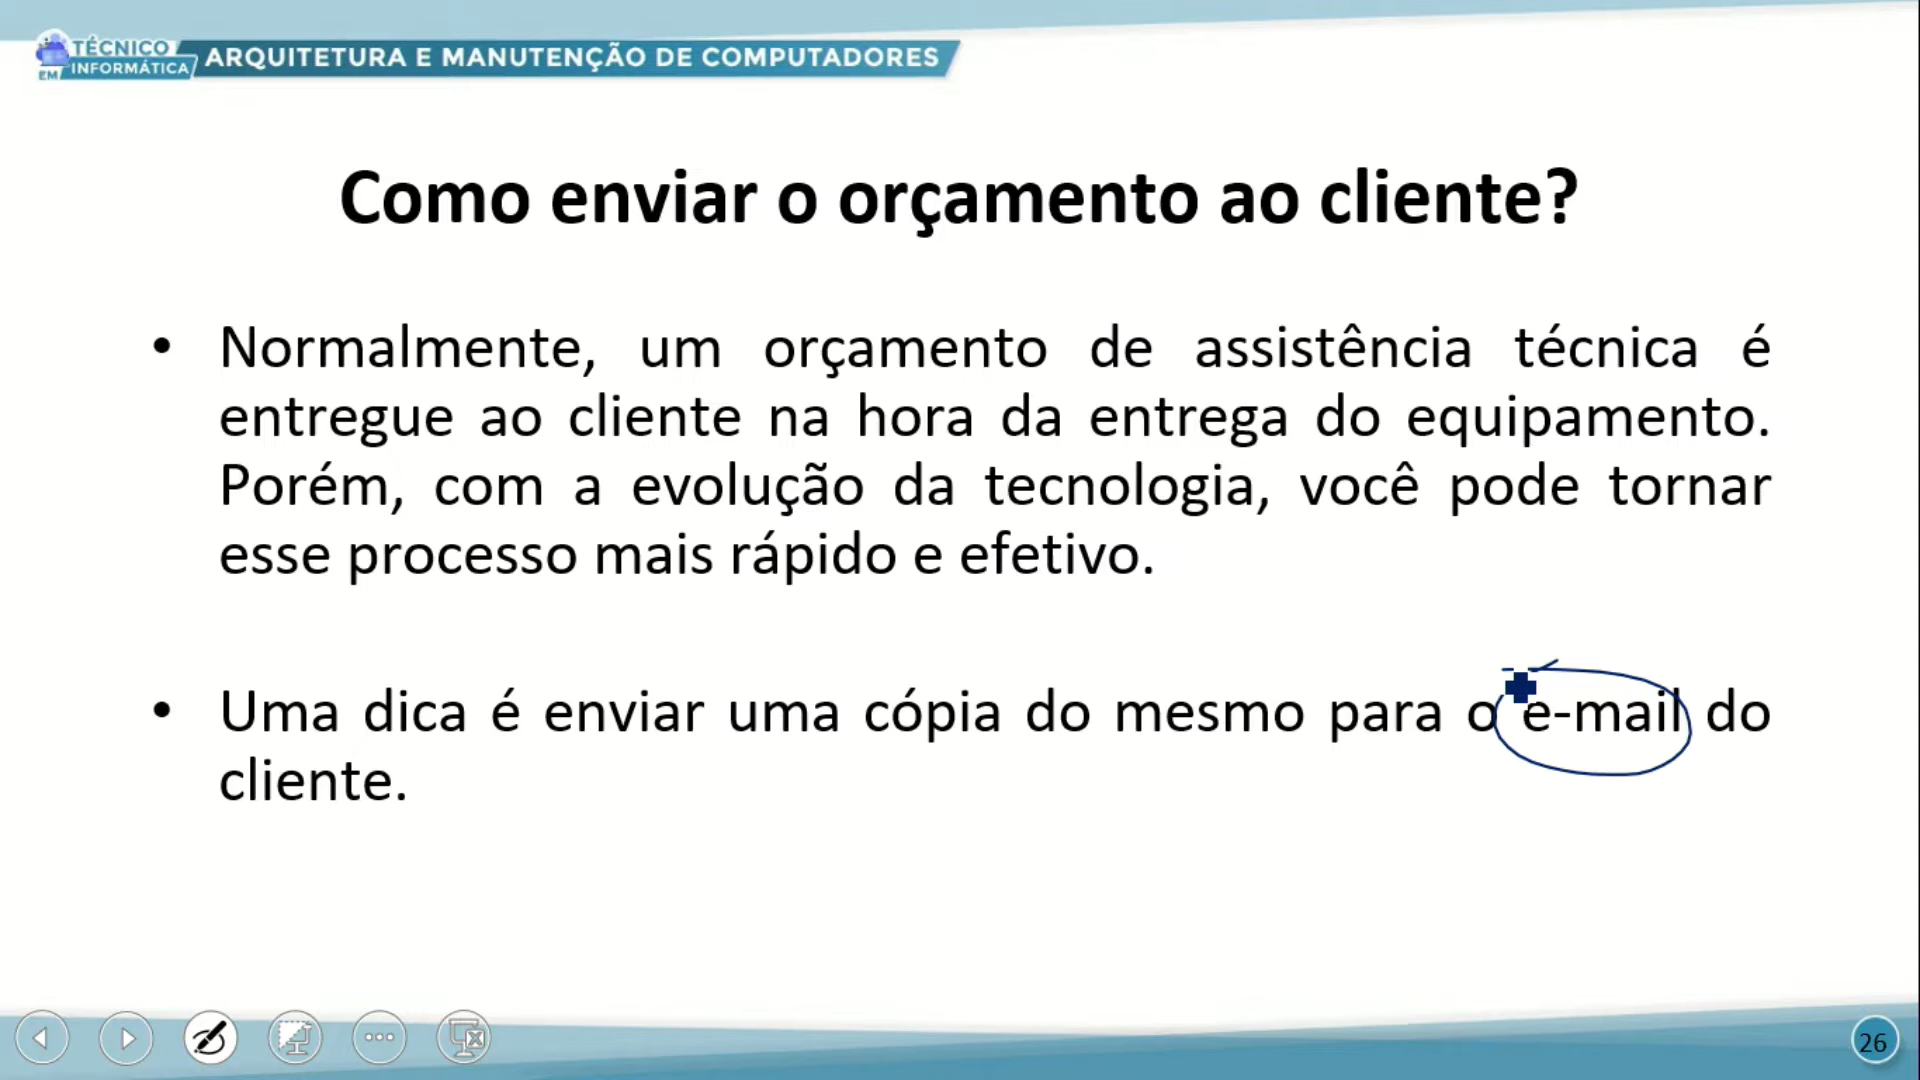 TÉCNICO
EM INFORMÁTICA
ARQUITETURA E MANUTENÇÃO DE COMPUTADORES
Como enviar o orçamento ao cliente?
• Normalmente, um orçamento de assistência técnica é
entregue ao cliente na hora da entrega do equipamento.
Porém, com a evolução da tecnologia, você pode tornar
esse processo mais rápido e efetivo.
• Uma dica é enviar uma cópia do mesmo para o e-mail do
cliente.
26